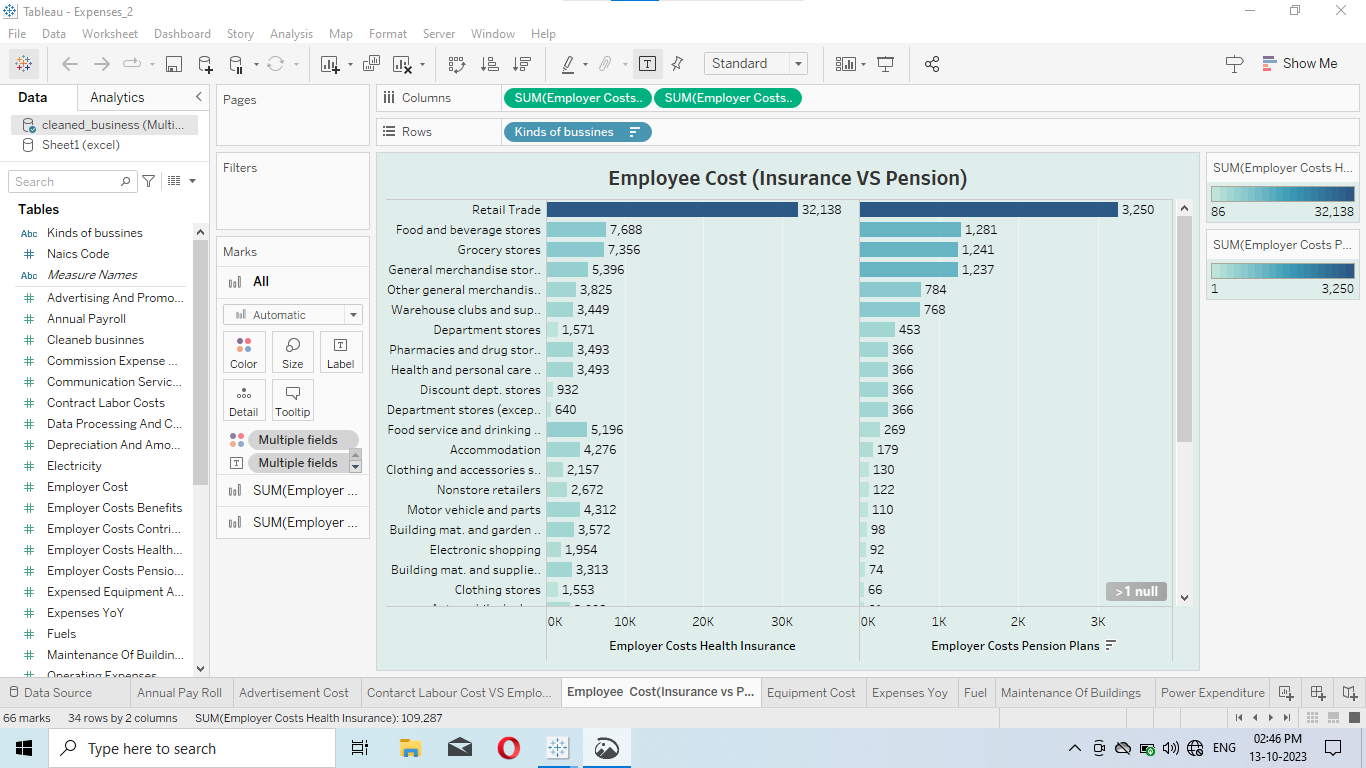 Tableau - Expenses_2
File Data Worksheet Dashboard Story Analysis Map Format Server Window Help
Standard
Show Me
Data Analytics
cleaned_business (Multi...
Sheet1 (excel)
Search
Tables
Abc Kinds of bussines
# Naics Code
Abc Measure Names
# Advertising And Promo...
# Annual Payroll
# Cleaneb businnes
# Commission Expense ...
# Communication Servic...
# Contract Labor Costs
# Data Processing And C...
# Depreciation And Amo...
# Electricity
# Employer Cost
# Employer Costs Benefits
# Employer Costs Contri...
# Employer Costs Health...
# Employer Costs Pensio...
# Expensed Equipment A...
# Expenses YoY
# Fuels
# Maintenance Of Buildin...
Operating Expenses
Pages
Filters
Marks
All
Automatic
Color Size Label
Detail Tooltip
Multiple fields
Multiple fields
SUM(Employer ...
SUM(Employer ...
Columns SUM(Employer Costs.. SUM(Employer Costs..
Rows Kinds of bussines
Employee Cost (Insurance VS Pension)
Retail Trade 32,138 3,250
Food and beverage stores 7,688 1,281
Grocery stores 7,356 1,241
General merchandise stor.. 5,396 1,237
Other general merchandis.. 3,825 784
Warehouse clubs and sup.. 3,449 768
Department stores 1,571 453
Pharmacies and drug stor.. 3,493 366
Health and personal care .. 3,493 366
Discount dept. stores 932 366
Department stores (excep.. 640 366
Food service and drinking .. 5,196 269
Accommodation 4,276 179
Clothing and accessories s.. 2,157 130
Nonstore retailers 2,672 122
Motor vehicle and parts 4,312 110
Building mat. and garden .. 3,572 98
Electronic shopping 1,954 92
Building mat. and supplie.. 3,313 74
Clothing stores 1,553 66
>1 null
0K 10K 20K 30K 0K 1K 2K 3K
Employer Costs Health Insurance Employer Costs Pension Plans
SUM(Employer Costs H...
86 32,138
SUM(Employer Costs P...
1 3,250
Data Source Annual Pay Roll Advertisement Cost Contarct Labour Cost VS Emplo... Employee Cost(Insurance vs P... Equipment Cost Expenses Yoy Fuel Maintenance Of Buildings Power Expenditure
66 marks 34 rows by 2 columns SUM(Employer Costs Health Insurance): 109,287
Type here to search
ENG
02:46 PM
13-10-2023